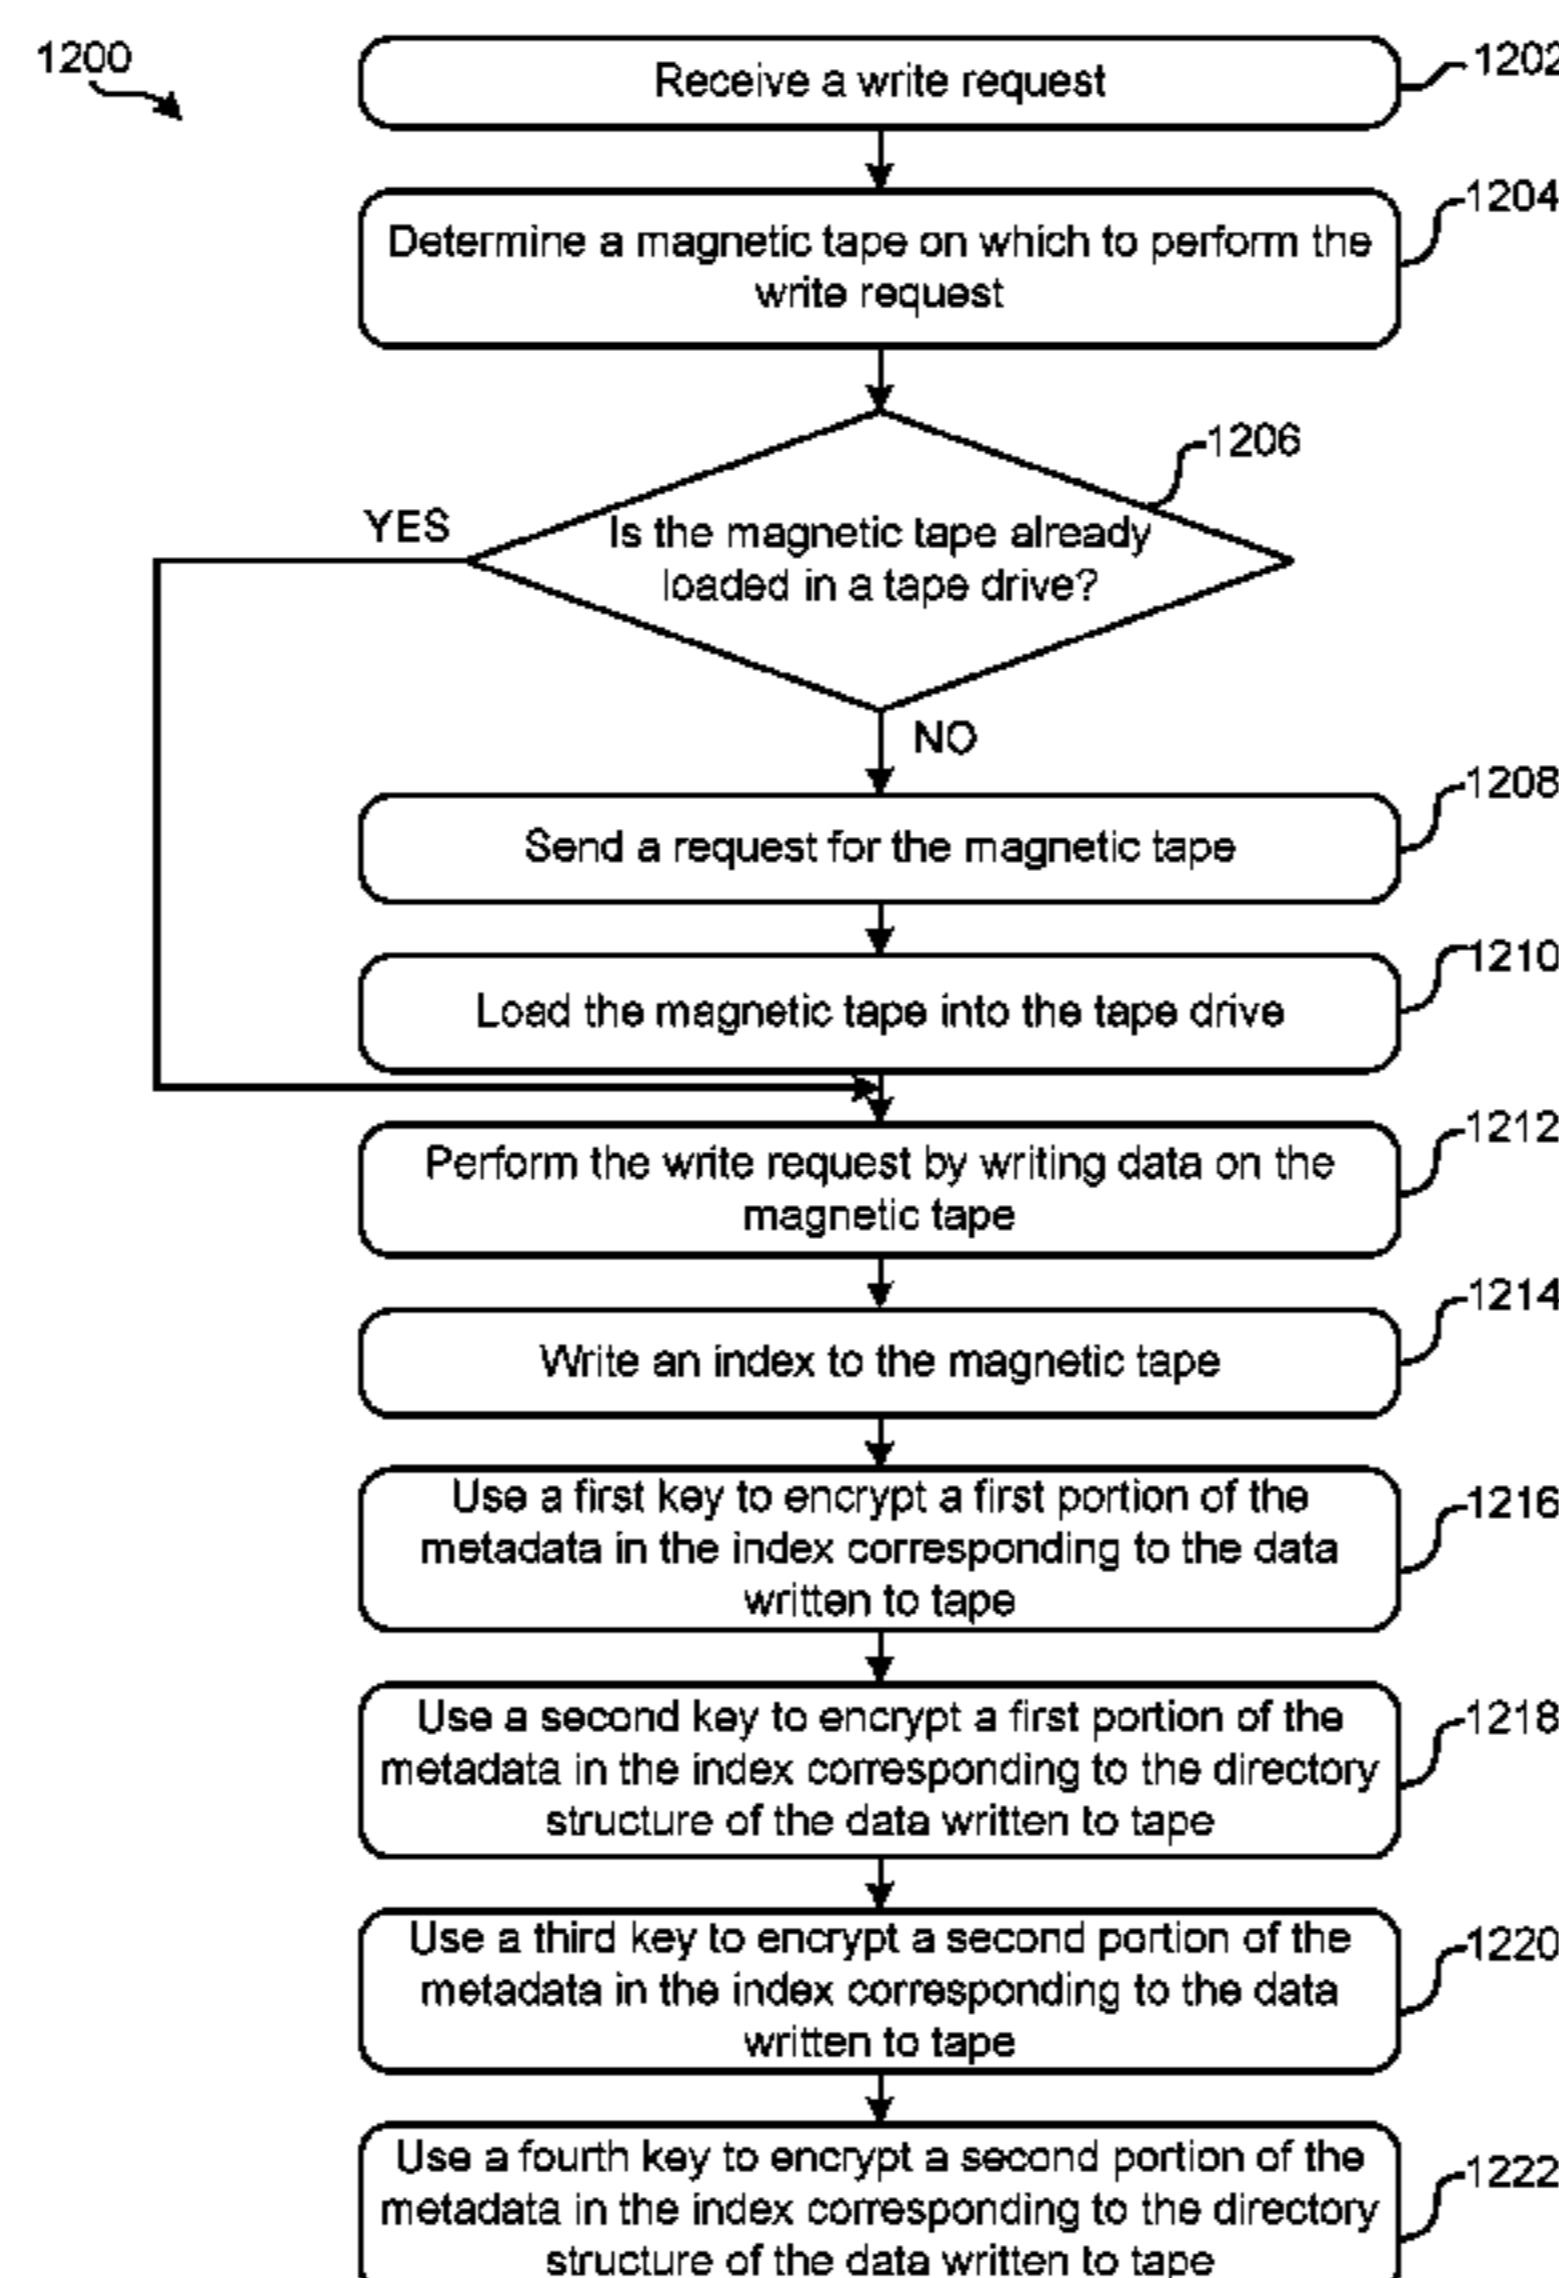 1200
Receive a write request
1202
Determine a magnetic tape on which to perform the
write request
1204
1206
YES
Is the magnetic tape already
loaded in a tape drive?
NO
Send a request for the magnetic tape
1208
Load the magnetic tape into the tape drive
1210
Perform the write request by writing data on the
magnetic tape
1212
Write an index to the magnetic tape
1214
Use a first key to encrypt a first portion of the
metadata in the index corresponding to the data
written to tape
1216
Use a second key to encrypt a first portion of the
metadata in the index corresponding to the directory
structure of the data written to tape
1218
Use a third key to encrypt a second portion of the
metadata in the index corresponding to the data
written to tape
1220
Use a fourth key to encrypt a second portion of the
metadata in the index corresponding to the directory
structure of the data written to tape
1222